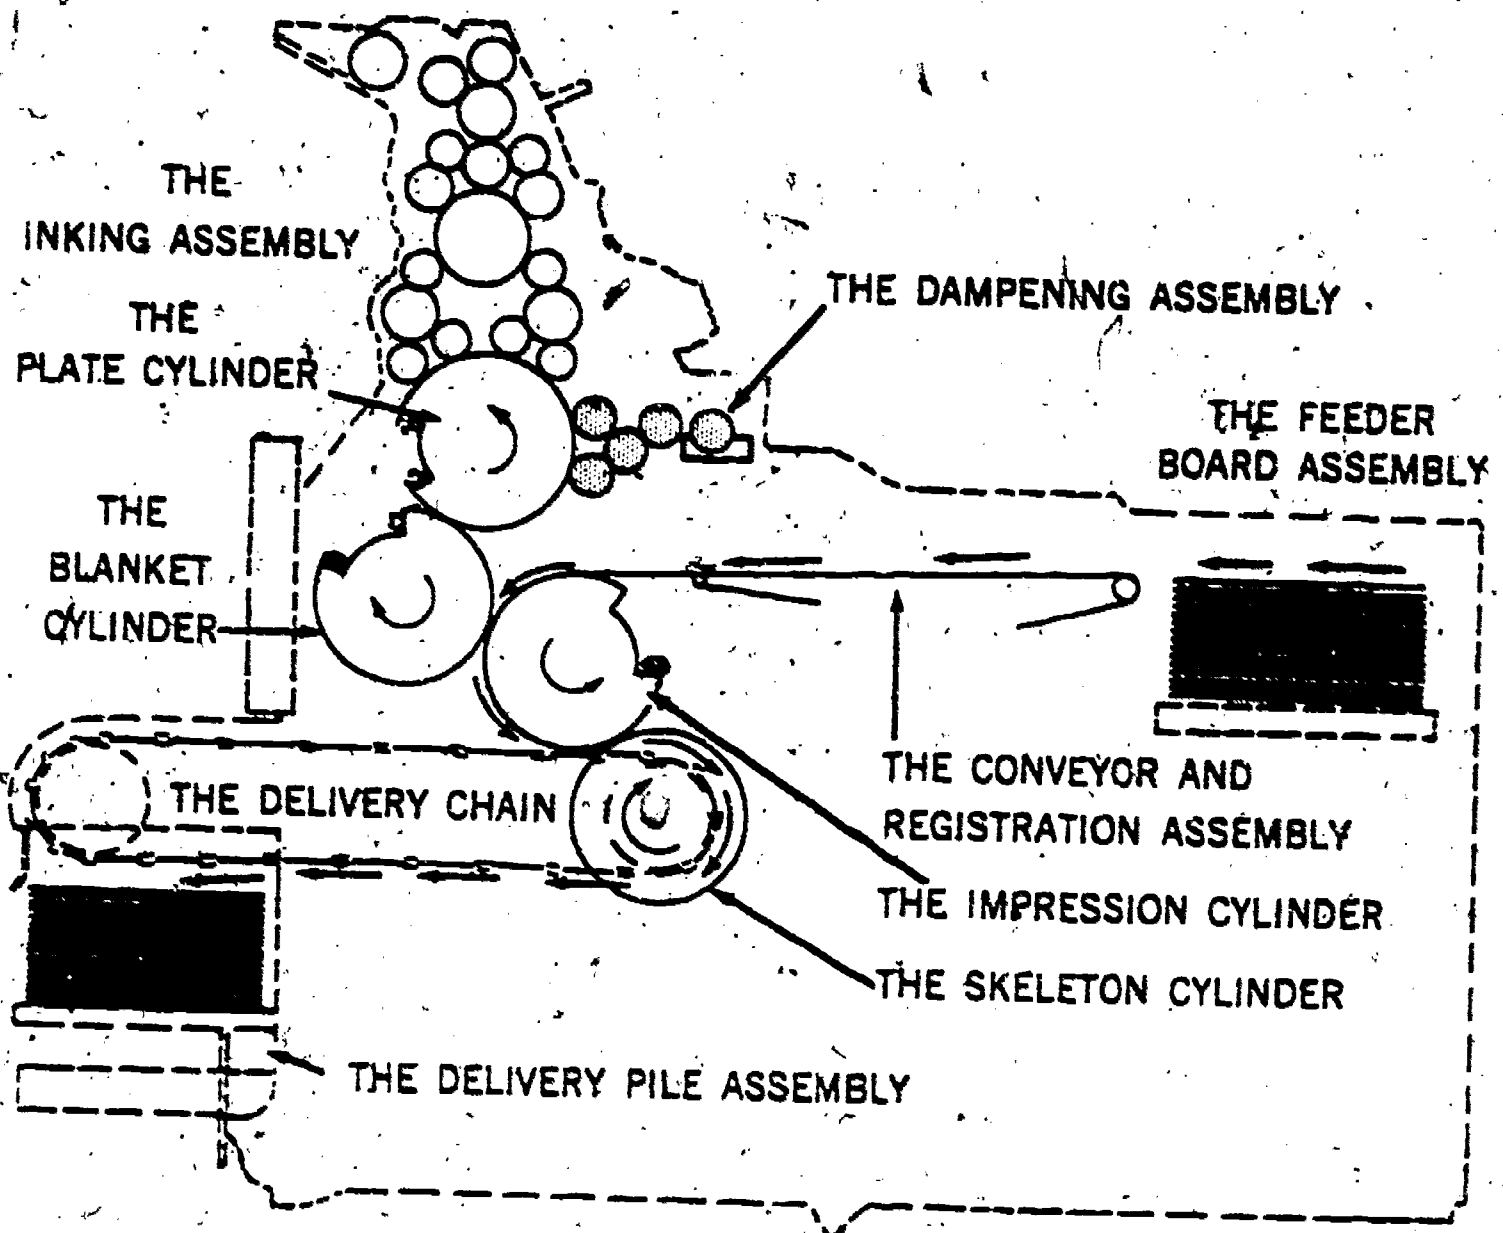 THE
INKING ASSEMBLY
THE
PLATE CYLINDER
THE DAMPENING ASSEMBLY
THE FEEDER
BOARD ASSEMBLY
THE
BLANKET
CYLINDER
THE DELIVERY CHAIN
THE CONVEYOR AND
REGISTRATION ASSEMBLY
THE IMPRESSION CYLINDER
THE SKELETON CYLINDER
THE DELIVERY PILE ASSEMBLY